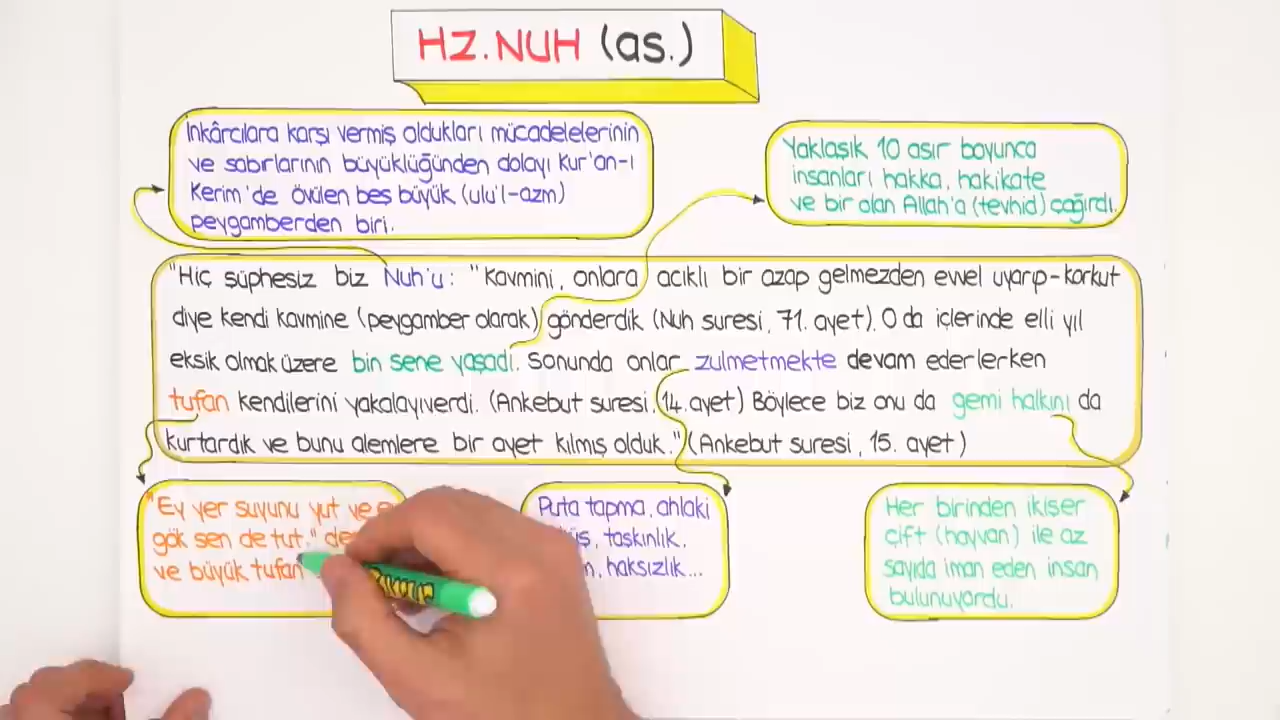 HZ.NUH (as.)
İnkârcılara karşı vermiş oldukları mücadelelerinin
ve sabırlarının büyüklüğünden dolayı Kur'an-ı
Kerim'de övülen beş büyük (ulu'l-azm)
peygamberden biri.
Yaklaşık 10 asır boyunca
insanları hakka, hakikate
ve bir olan Allah'a (tevhid) çağırdı.
"Hiç şüphesiz biz Nuh'u: "Kavmini, onlara acıklı bir azap gelmezden evvel uyarıp-korkut
diye kendi kavmine (peygamber olarak) gönderdik (Nuh suresi, 71. ayet). O da içlerinde elli yıl
eksik olmak üzere bin sene yaşadı. Sonunda onlar zulmetmekte devam ederlerken
tufan kendilerini yakalayıverdi. (Ankebut suresi, 14. ayet) Böylece biz onu da gemi halkını da
kurtardık ve bunu alemlere bir ayet kılmış olduk." (Ankebut suresi, 15. ayet)
"Ey yer suyunu yut ve
gök sen de tut."
ve büyük tufan
Puta tapma, ahlaki
taşkınlık,
haksızlık...
Her birinden ikişer
çift (hayvan) ile az
sayıda iman eden insan
bulunuyordu.